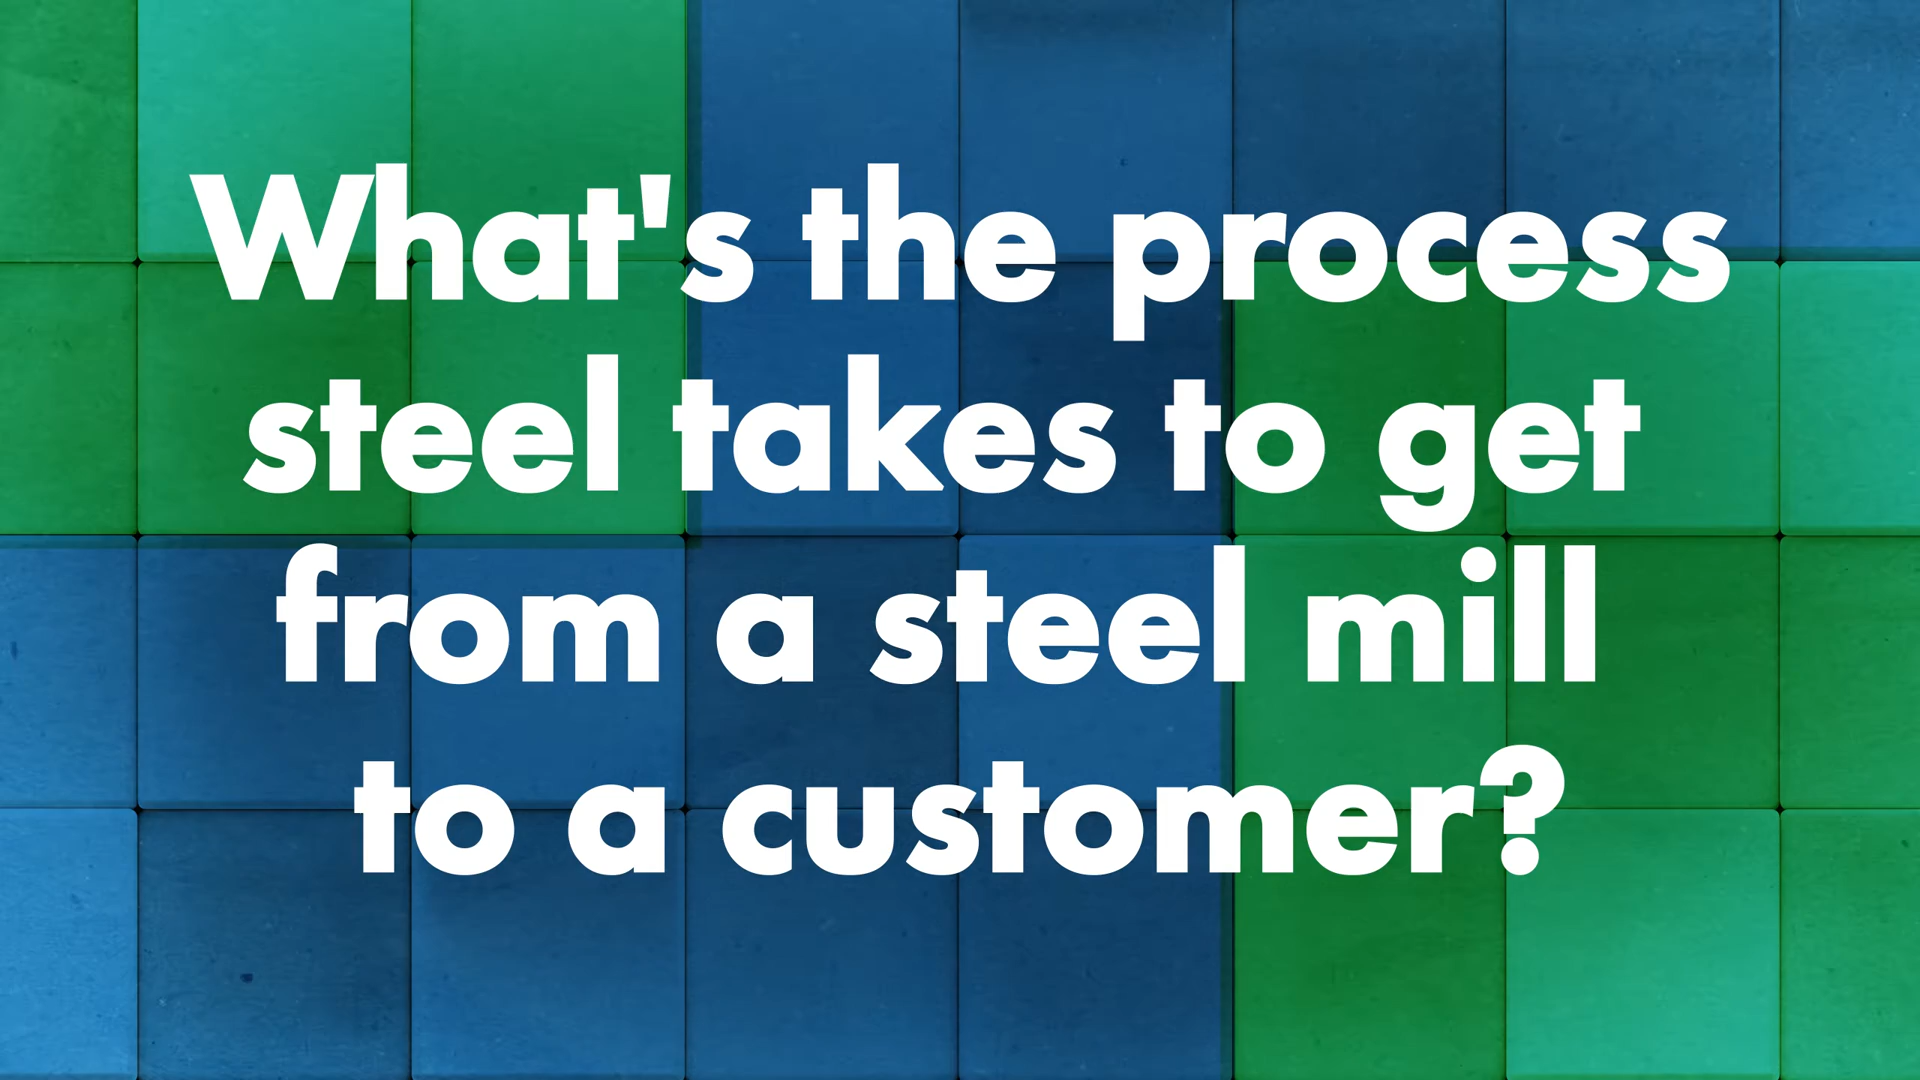 What's the process
steel takes to get
from a steel mill
to a customer?